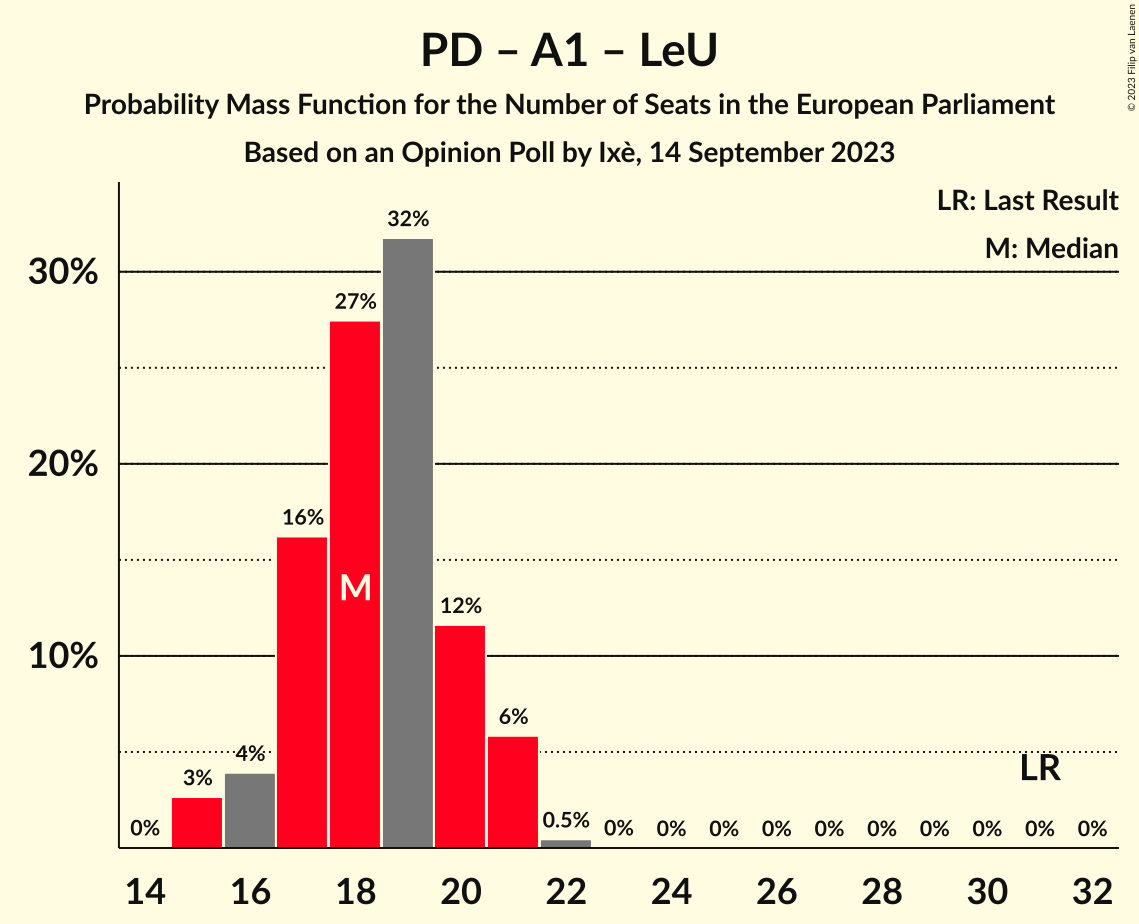 PD – A1 – LeU
Probability Mass Function for the Number of Seats in the European Parliament
Based on an Opinion Poll by Ixè, 14 September 2023
© 2023 Filip van Laenen
LR: Last Result
M: Median
30%
20%
10%
0%
3%
4%
16%
27%
32%
12%
6%
0.5%
0%
0%
0%
0%
0%
0%
0%
0%
0%
0%
M
LR
14 16 18 20 22 24 26 28 30 32